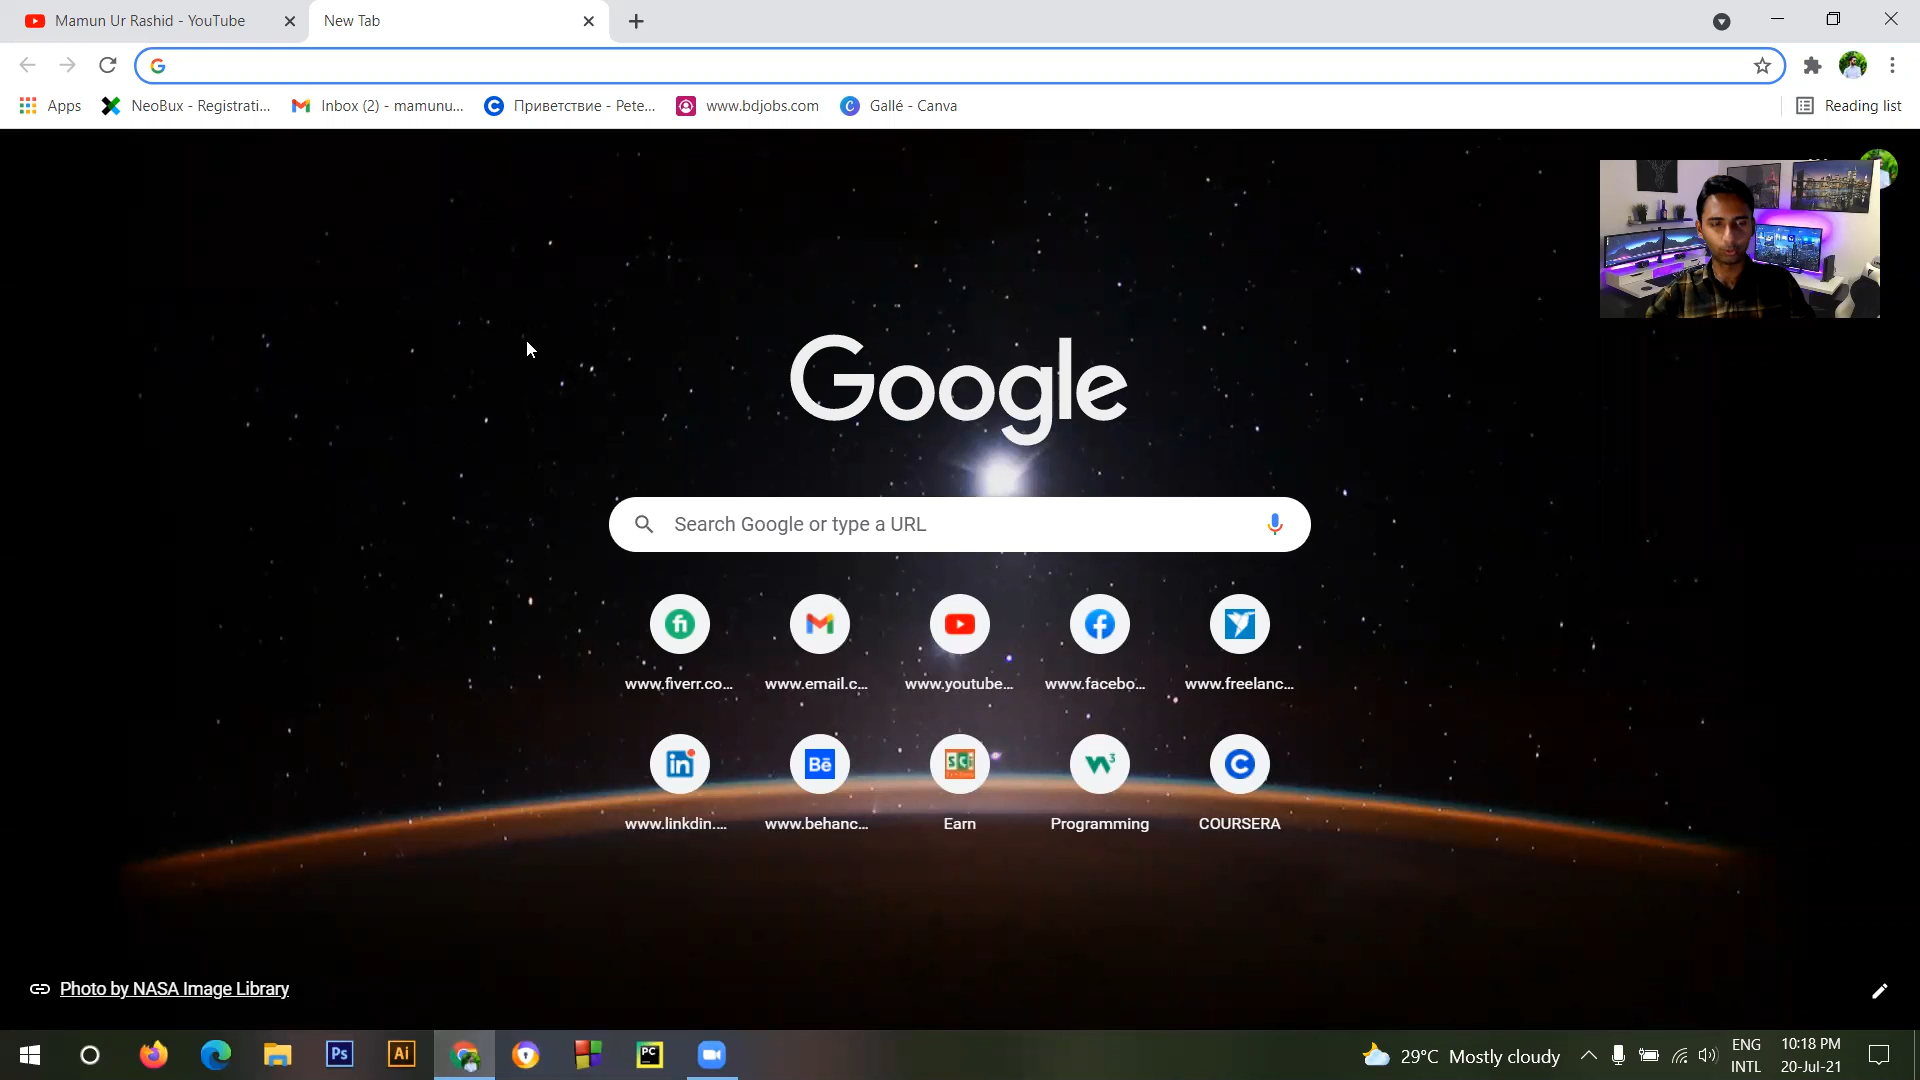 Mamun Ur Rashid - YouTube
New Tab
Apps
NeoBux - Registrati...
Inbox (2) - mamunu...
Приветствие - Pete...
www.bdjobs.com
Gallé - Canva
Reading list
Google
Search Google or type a URL
www.fiverr.co...
www.email.c...
www.youtube...
www.facebo...
www.freelanc...
www.linkdin....
www.behanc...
Earn
Programming
COURSERA
Photo by NASA Image Library
Ps
Ai
PC
29°C Mostly cloudy
ENG
INTL
10:18 PM
20-Jul-21